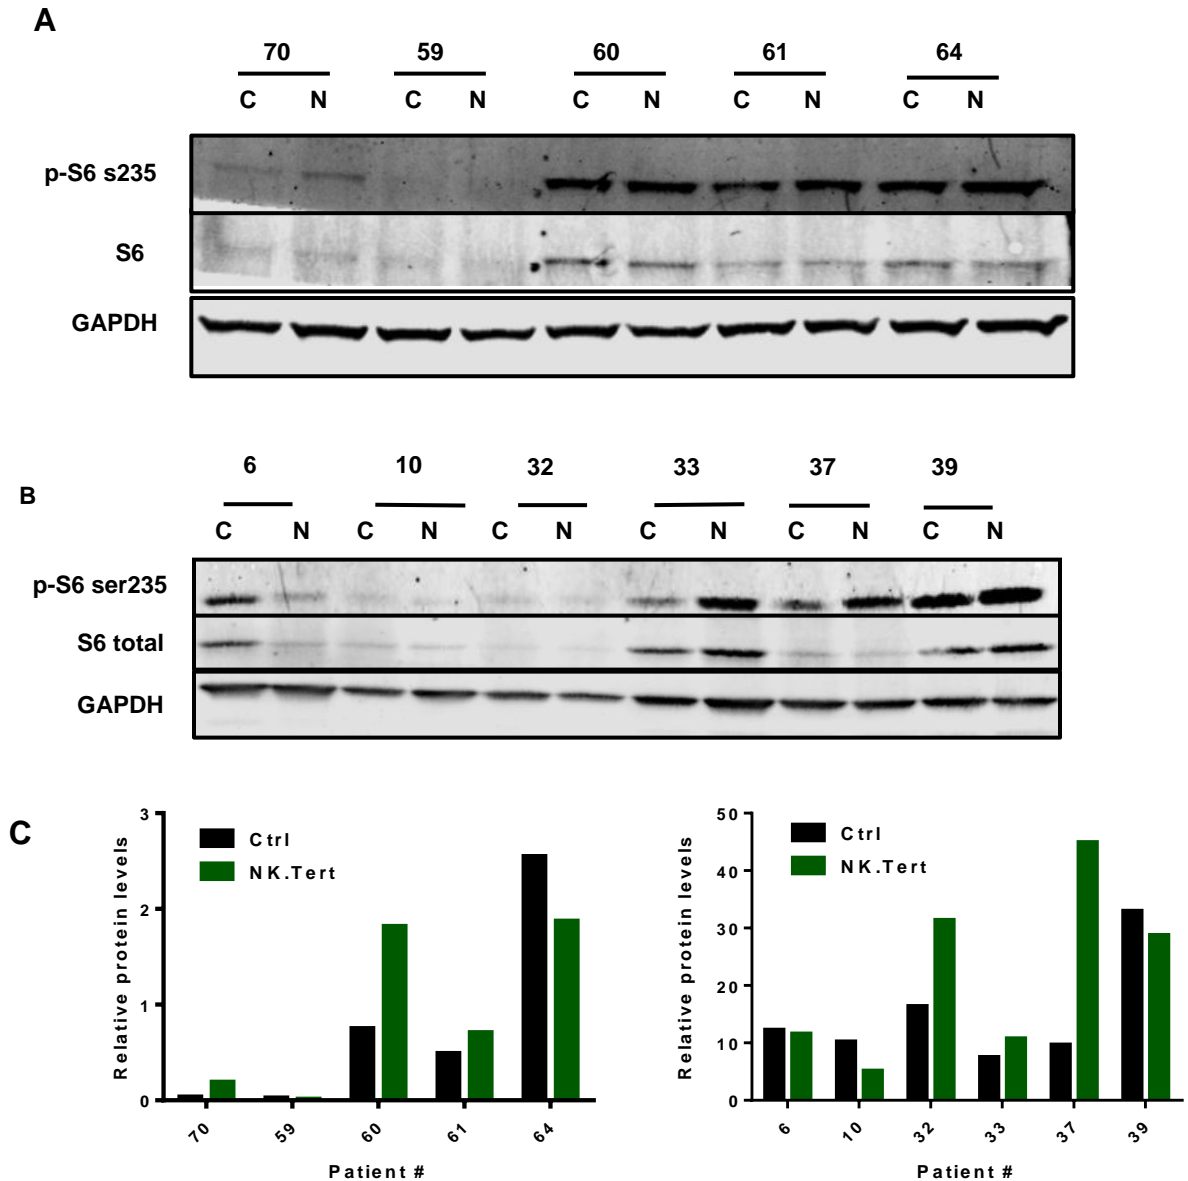 A
70 59 60 61 64
C N C N C N C N C N
p-S6 s235
S6
GAPDH
6 10 32 33 37 39
B
C N C N C N C N C N C N
p-S6 ser235
S6 total
GAPDH
C
Relative protein levels
3
2
1
0
Ctrl
NK.Tert
70 59 60 61 64
Patient #
Relative protein levels
50
40
30
20
10
0
Ctrl
NK.Tert
6 10 32 33 37 39
Patient #